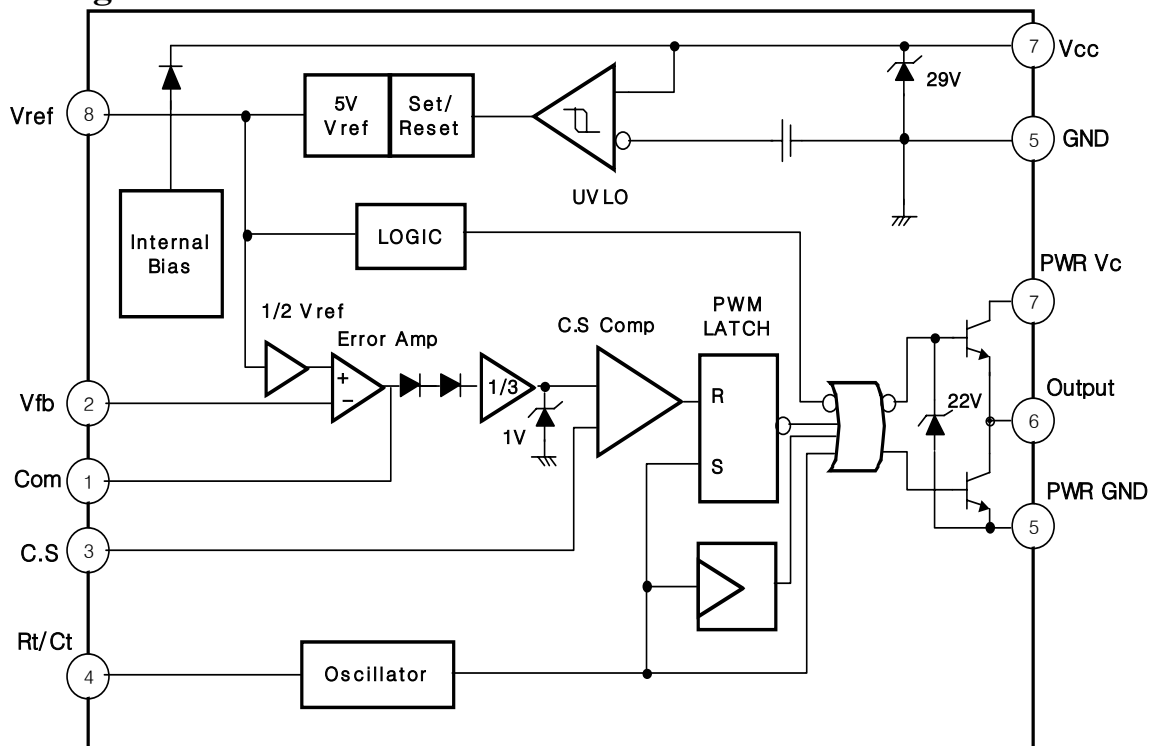 7
Vcc
29V
Vref
8
5V
Vref
Set/
Reset
5
GND
UVLO
Internal
Bias
LOGIC
PWR Vc
7
1/2 Vref
Error Amp
C.S Comp
PWM
LATCH
Vfb
2
+
−
1/3
1V
R
S
22V
Output
6
Com
1
PWR GND
5
C.S
3
Rt/Ct
4
Oscillator